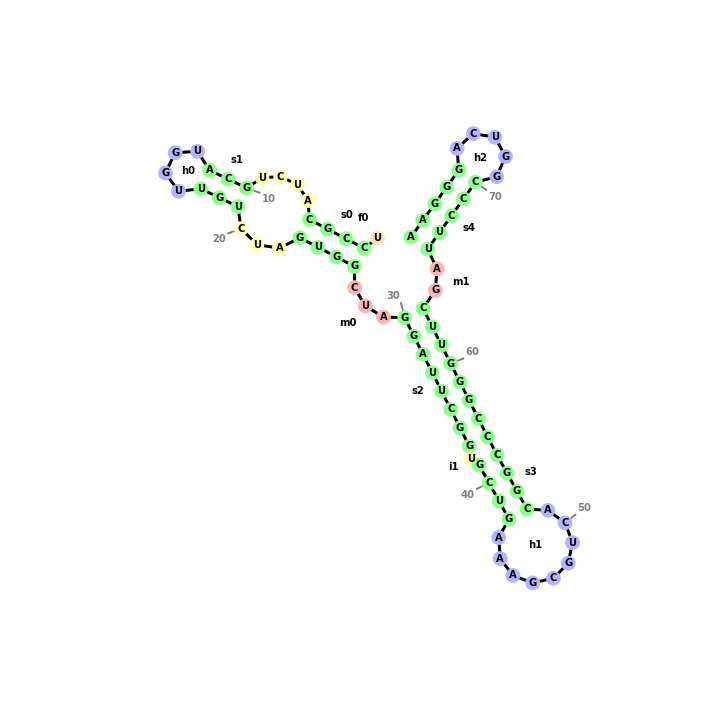 U
f0
C C G C
s0
A U C U
G C A
10
s1
U G G U
h0
U G U
C U A
20
G U G G
C U A
m0
G G A U U C G G
30
s2
U
i1
G C U G
40
A A A G C G U C A
50
h1
C G G C C C G G G U U C
60
s3
G A
m1
U U C C C
70
s4
G G U C A
h2
G G G A A